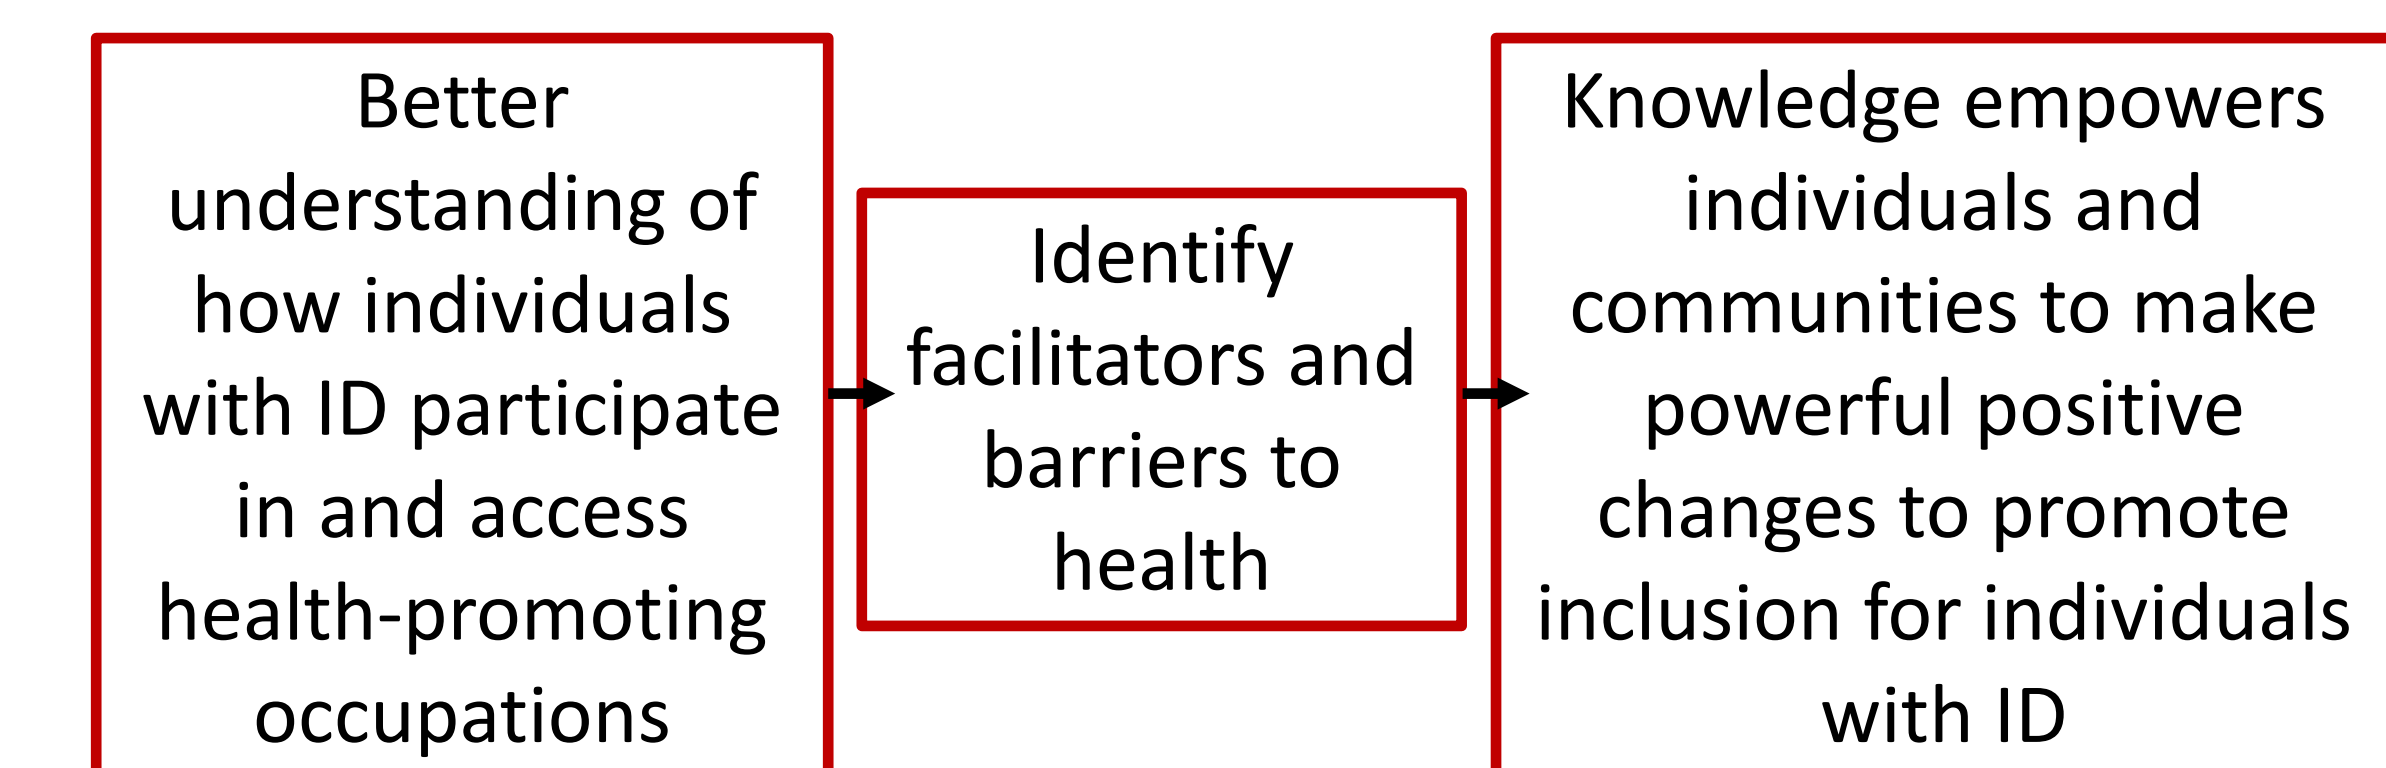 Better
understanding of
how individuals
with ID participate
in and access
health-promoting
occupations
Identify
facilitators and
barriers to
health
Knowledge empowers
individuals and
communities to make
powerful positive
changes to promote
inclusion for individuals
with ID